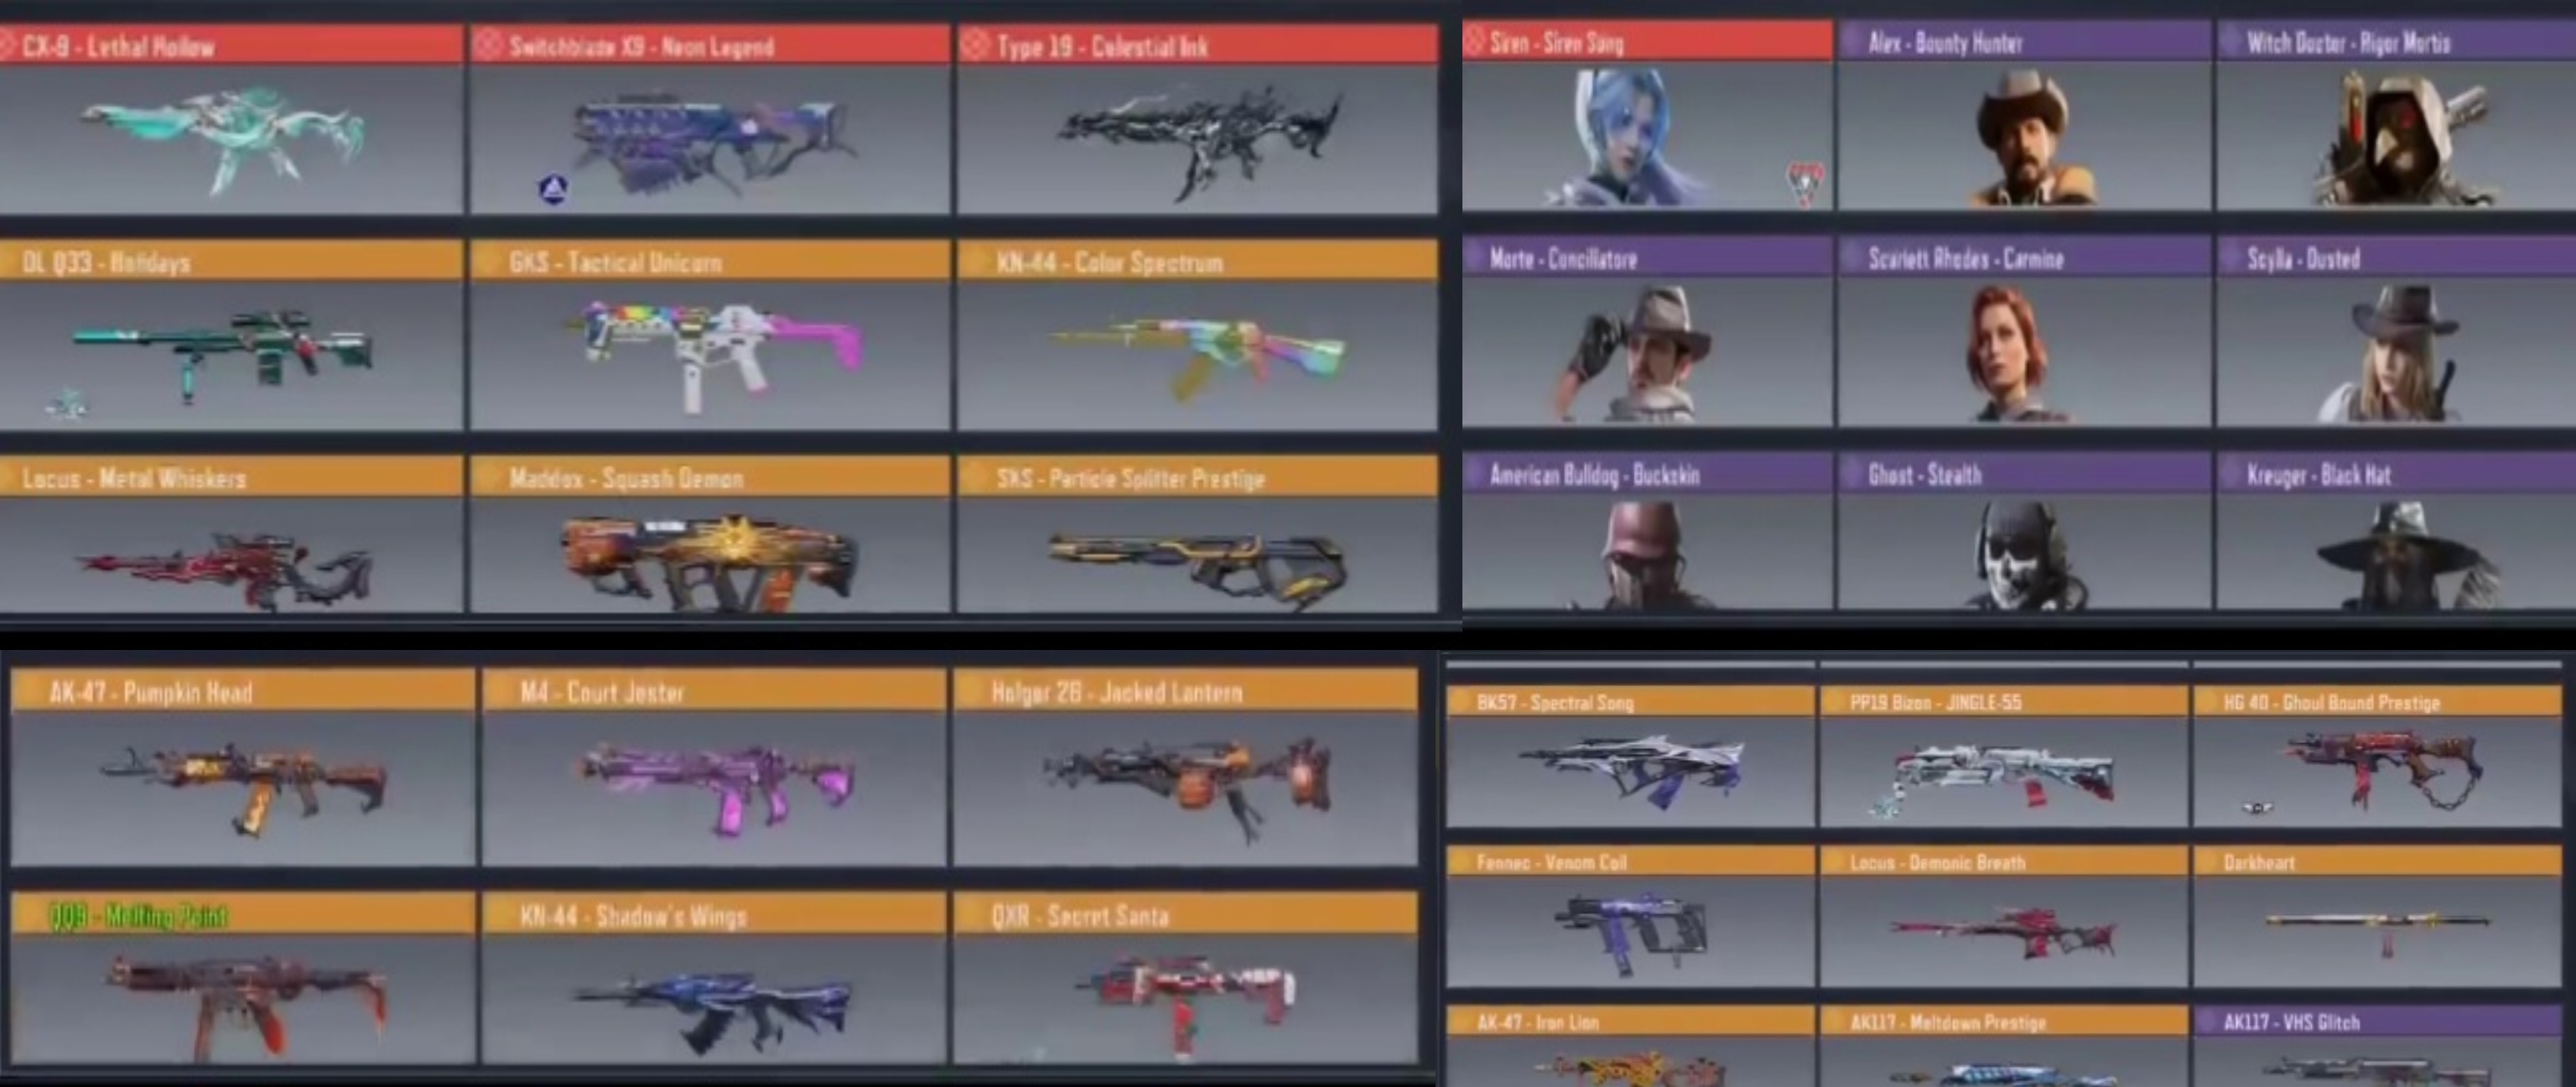 CX-9 - Lethal Hollow
Switchblade X9 - Neon Legend
Type 19 - Celestial Ink
DL Q33 - Holidays
GKS - Tactical Unicorn
KN-44 - Color Spectrum
Locus - Metal Whiskers
Maddox - Squash Demon
SKS - Particle Splitter Prestige
Siren - Siren Song
Alex - Bounty Hunter
Witch Doctor - Rigor Mortis
Morte - Conciliatore
Scarlett Rhodes - Carmine
Scylla - Dusted
American Bulldog - Buckskin
Ghost - Stealth
Kreuger - Black Hat
AK-47 - Pumpkin Head
M4 - Court Jester
Holger 26 - Jacked Lantern
QQ9 - Melting Point
KN-44 - Shadow's Wings
QXR - Secret Santa
BK57 - Spectral Song
PP19 Bizon - JINGLE-55
HG 40 - Ghoul Bound Prestige
Fennec - Venom Coil
Locus - Demonic Breath
Darkheart
AK-47 - Iron Lion
AK117 - Meltdown Prestige
AK117 - VHS Glitch